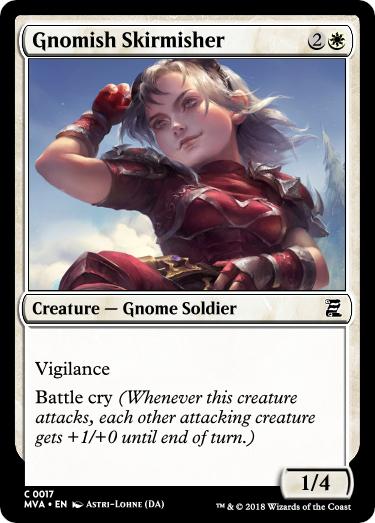 Gnomish Skirmisher 2
Creature — Gnome Soldier
Vigilance
Battle cry (Whenever this creature
attacks, each other attacking creature
gets +1/+0 until end of turn.)
1/4
C 0017
MVA • EN Astri-Lohne (DA)
™ & © 2018 Wizards of the Coast